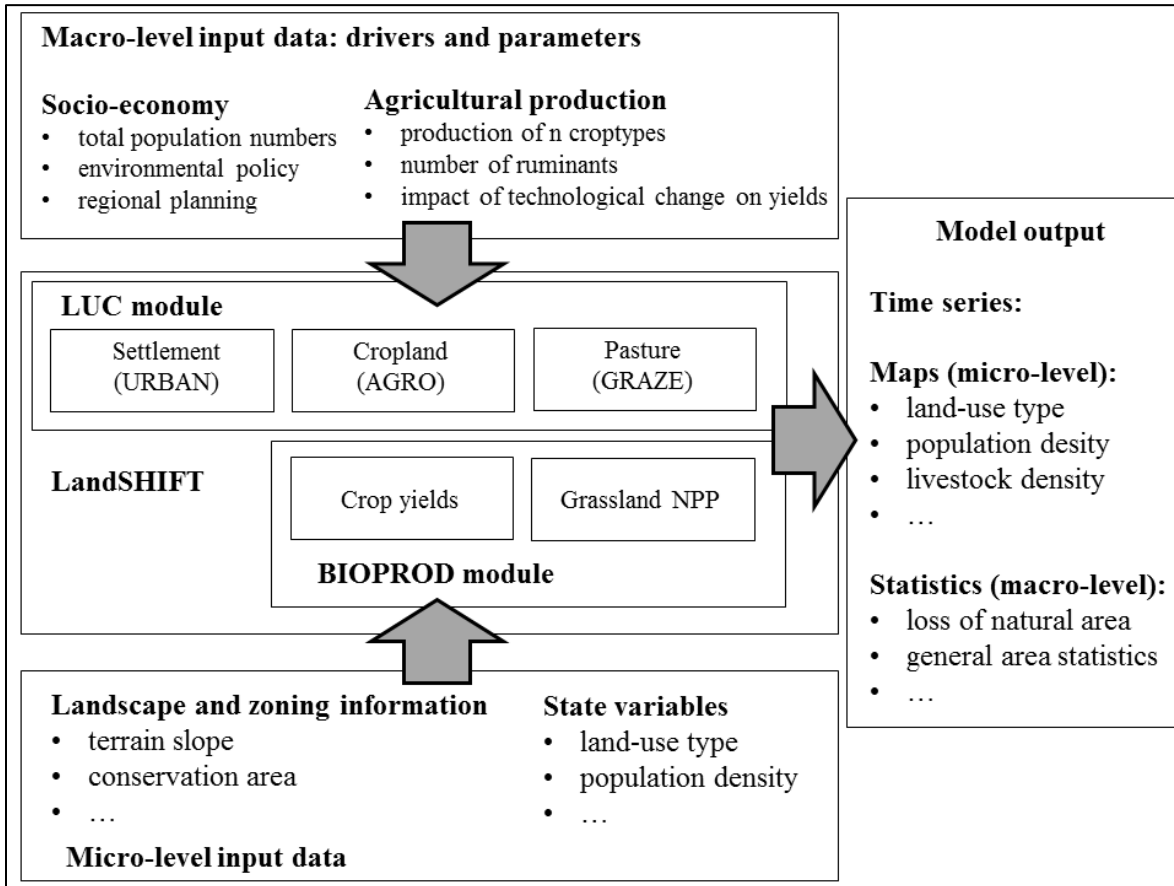 Macro-level input data: drivers and parameters
Socio-economy
• total population numbers
• environmental policy
• regional planning
Agricultural production
• production of n croptypes
• number of ruminants
• impact of technological change on yields
LUC module
Settlement
(URBAN)
Cropland
(AGRO)
Pasture
(GRAZE)
LandSHIFT
Crop yields
Grassland NPP
BIOPROD module
Landscape and zoning information
• terrain slope
• conservation area
• …
State variables
• land-use type
• population density
• …
Micro-level input data
Model output
Time series:
Maps (micro-level):
• land-use type
• population desity
• livestock density
• …
Statistics (macro-level):
• loss of natural area
• general area statistics
• …